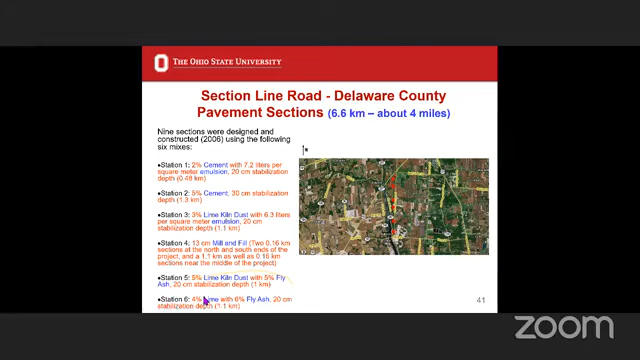 THE OHIO STATE UNIVERSITY
Section Line Road - Delaware County
Pavement Sections (6.6 km – about 4 miles)
Nine sections were designed and
constructed (2006) using the following
six mixes:
•Station 1: 2% Cement with 7.2 liters per
square meter emulsion, 20 cm stabilization
depth (0.48 km)
•Station 2: 5% Cement, 30 cm stabilization
depth (1.3 km)
•Station 3: 3% Lime Kiln Dust with 6.3 liters
per square meter emulsion, 20 cm
stabilization depth (1.1 km)
•Station 4: 13 cm Mill and Fill (Two 0.16 km
sections at the north and south ends of the
project, and a 1.1 km as well as 0.16 km
sections near the middle of the project)
•Station 5: 5% Lime Kiln Dust with 5% Fly
Ash, 20 cm stabilization depth (1 km)
•Station 6: 4% Lime with 6% Fly Ash, 20 cm
stabilization depth (1.1 km)
41
zoom